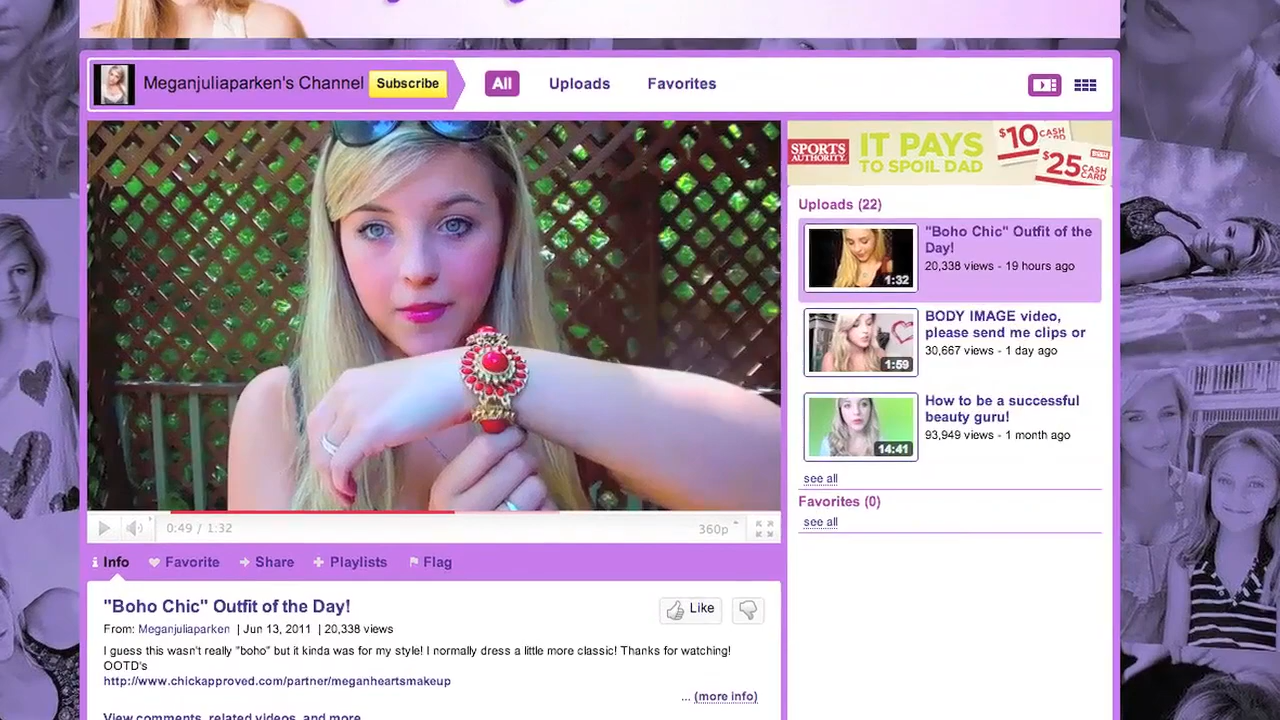 Meganjuliaparken's Channel
Subscribe
All
Uploads
Favorites
SPORTS
AUTHORITY
IT PAYS
TO SPOIL DAD
$10 CASH
CARD
$25 CASH
CARD
Uploads (22)
"Boho Chic" Outfit of the
Day!
20,338 views - 19 hours ago
1:32
BODY IMAGE video,
please send me clips or
30,667 views - 1 day ago
1:59
How to be a successful
beauty guru!
93,949 views - 1 month ago
14:41
see all
Favorites (0)
see all
0:49 / 1:32
360p
Info
Favorite
Share
Playlists
Flag
"Boho Chic" Outfit of the Day!
Like
From: Meganjuliaparken | Jun 13, 2011 | 20,338 views
I guess this wasn't really "boho" but it kinda was for my style! I normally dress a little more classic! Thanks for watching!
OOTD's
http://www.chickapproved.com/partner/meganheartsmakeup
... (more info)
View comments, related videos, and more